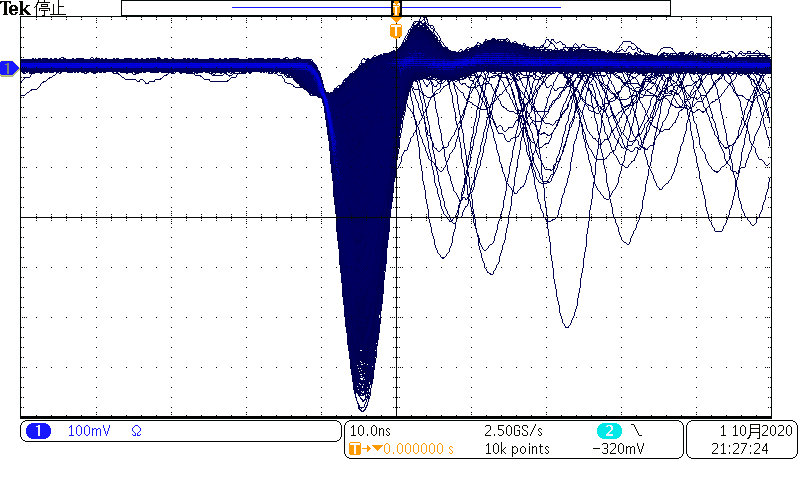 Tek 停止
T
T
1
1 100mV Ω 10.0ns 2.50GS/s 2 −320mV 1 10月2020
T→▼0.000000 s 10k points 21:27:24